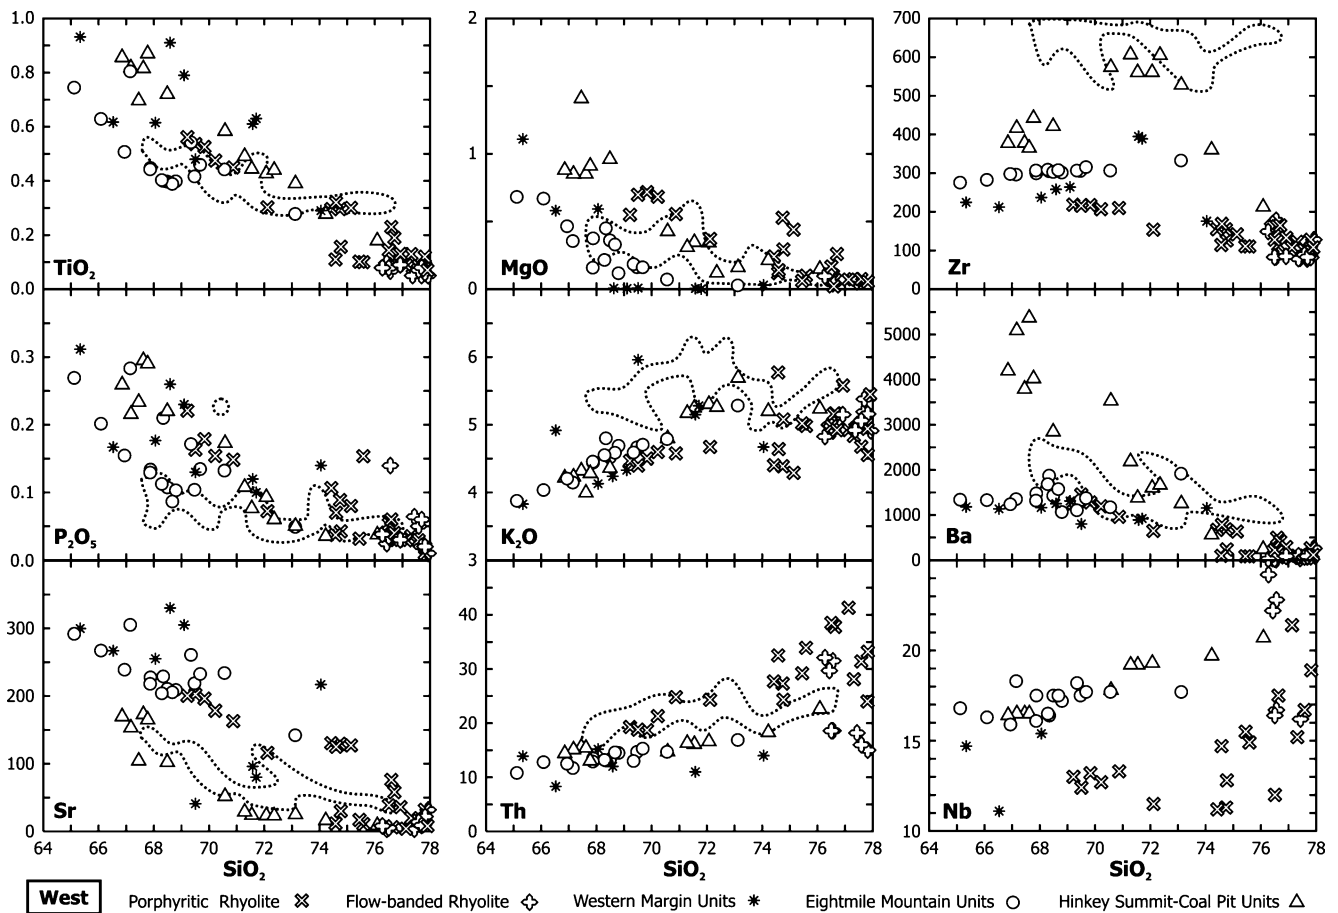 1.0
0.8
0.6
0.4
0.2
0.0
TiO₂
2
1
0
MgO
700
600
500
400
300
200
100
0
Zr
0.3
0.2
0.1
0.0
P₂O₅
7
6
5
4
3
K₂O
5000
4000
3000
2000
1000
0
Ba
300
200
100
0
Sr
50
40
30
20
10
0
Th
20
15
10
Nb
64 66 68 70 72 74 76 78
SiO₂
64 66 68 70 72 74 76 78
SiO₂
64 66 68 70 72 74 76 78
SiO₂
West Porphyritic Rhyolite Flow-banded Rhyolite Western Margin Units Eightmile Mountain Units Hinkey Summit-Coal Pit Units